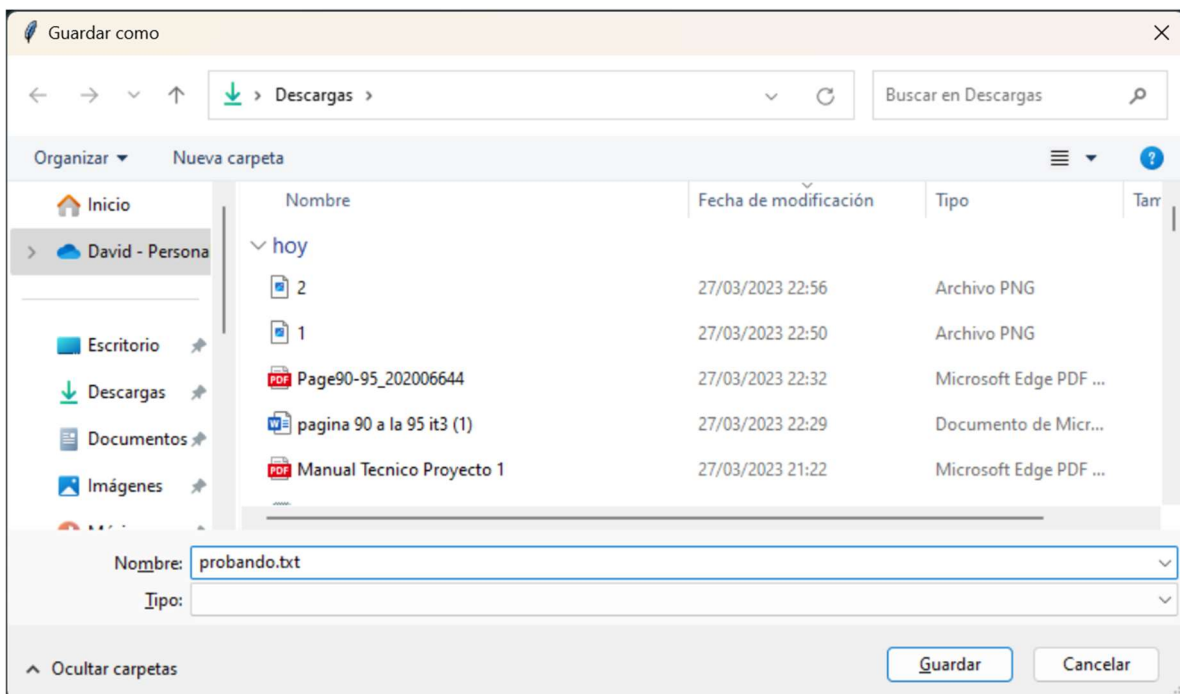 Guardar como
Descargas
Buscar en Descargas
Organizar
Nueva carpeta
Inicio
David - Persona
Escritorio
Descargas
Documentos
Imágenes
Nombre Fecha de modificación Tipo Tam
hoy
2 27/03/2023 22:56 Archivo PNG
1 27/03/2023 22:50 Archivo PNG
Page90-95_202006644 27/03/2023 22:32 Microsoft Edge PDF ...
pagina 90 a la 95 it3 (1) 27/03/2023 22:29 Documento de Micr...
Manual Tecnico Proyecto 1 27/03/2023 21:22 Microsoft Edge PDF ...
Nombre: probando.txt
Tipo:
Ocultar carpetas
Guardar
Cancelar